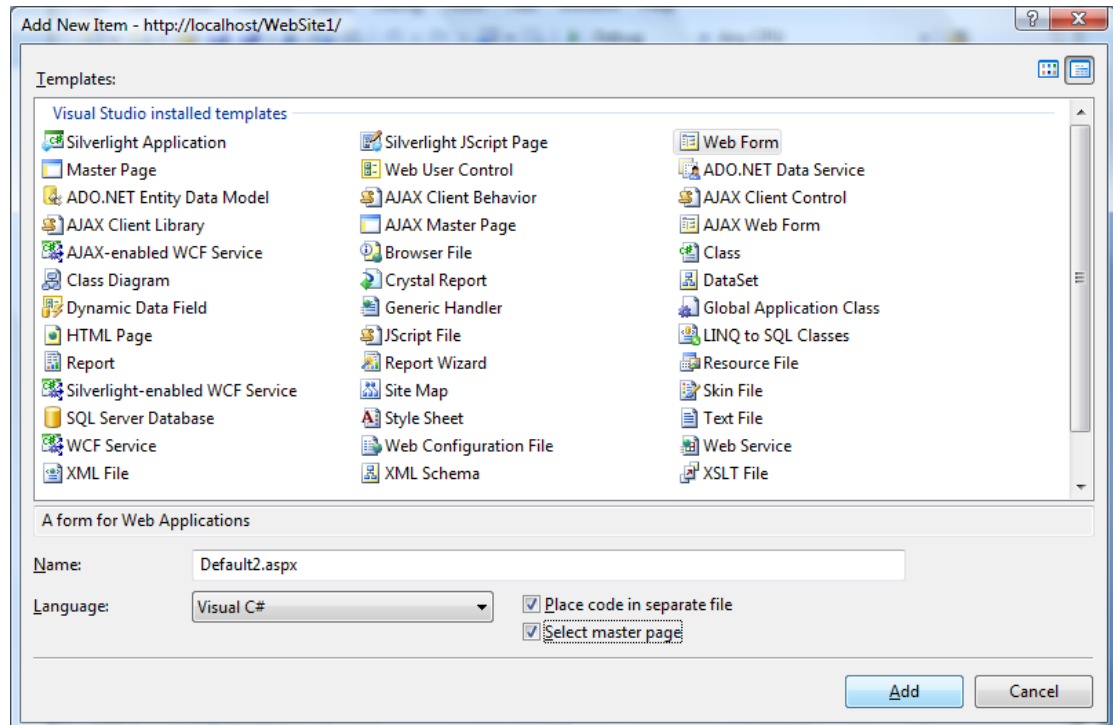 Add New Item - http://localhost/WebSite1/
Templates:
Visual Studio installed templates
Silverlight Application Silverlight JScript Page Web Form
Master Page Web User Control ADO.NET Data Service
ADO.NET Entity Data Model AJAX Client Behavior AJAX Client Control
AJAX Client Library AJAX Master Page AJAX Web Form
AJAX-enabled WCF Service Browser File Class
Class Diagram Crystal Report DataSet
Dynamic Data Field Generic Handler Global Application Class
HTML Page JScript File LINQ to SQL Classes
Report Report Wizard Resource File
Silverlight-enabled WCF Service Site Map Skin File
SQL Server Database Style Sheet Text File
WCF Service Web Configuration File Web Service
XML File XML Schema XSLT File
A form for Web Applications
Name: Default2.aspx
Language: Visual C# Place code in separate file
Select master page
Add Cancel